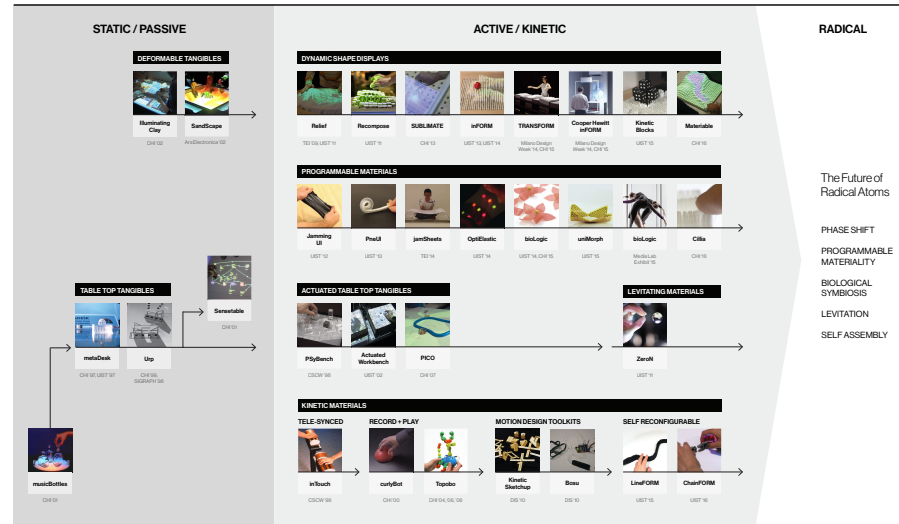 STATIC / PASSIVE
ACTIVE / KINETIC
RADICAL
DEFORMABLE TANGIBLES
Illuminating
Clay
CHI '02
SandScape
ArsElectronica '02
DYNAMIC SHAPE DISPLAYS
Relief
TEI '09, UIST '11
Recompose
UIST '11
SUBLIMATE
CHI '13
inFORM
UIST '13, UIST '14
TRANSFORM
Milano Design
Week '14, CHI '15
Cooper Hewitt
inFORM
Milano Design
Week '14, CHI '15
Kinetic
Blocks
UIST '15
Materiable
CHI '16
PROGRAMMABLE MATERIALS
Jamming
UI
UIST '12
PneUI
UIST '13
jamSheets
TEI '14
OptiElastic
UIST '14
bioLogic
UIST '14, CHI '15
uniMorph
UIST '15
bioLogic
Media Lab
Exhibit '15
Cillia
CHI '16
TABLE TOP TANGIBLES
metaDesk
CHI '97, UIST '97
Urp
CHI '99,
SIGRAPH '98
Sensetable
CHI '01
musicBottles
CHI '01
ACTUATED TABLE TOP TANGIBLES
PSyBench
CSCW '98
Actuated
Workbench
UIST '02
PICO
CHI '07
LEVITATING MATERIALS
ZeroN
UIST '11
KINETIC MATERIALS
TELE-SYNCED
inTouch
CSCW '98
RECORD + PLAY
curlyBot
CHI '00
Topobo
CHI '04, '06, '08
MOTION DESIGN TOOLKITS
Kinetic
Sketchup
DIS '10
Bosu
DIS '10
SELF RECONFIGURABLE
LineFORM
UIST '15
ChainFORM
UIST '16
The Future of
Radical Atoms
PHASE SHIFT
PROGRAMMABLE
MATERIALITY
BIOLOGICAL
SYMBIOSIS
LEVITATION
SELF ASSEMBLY